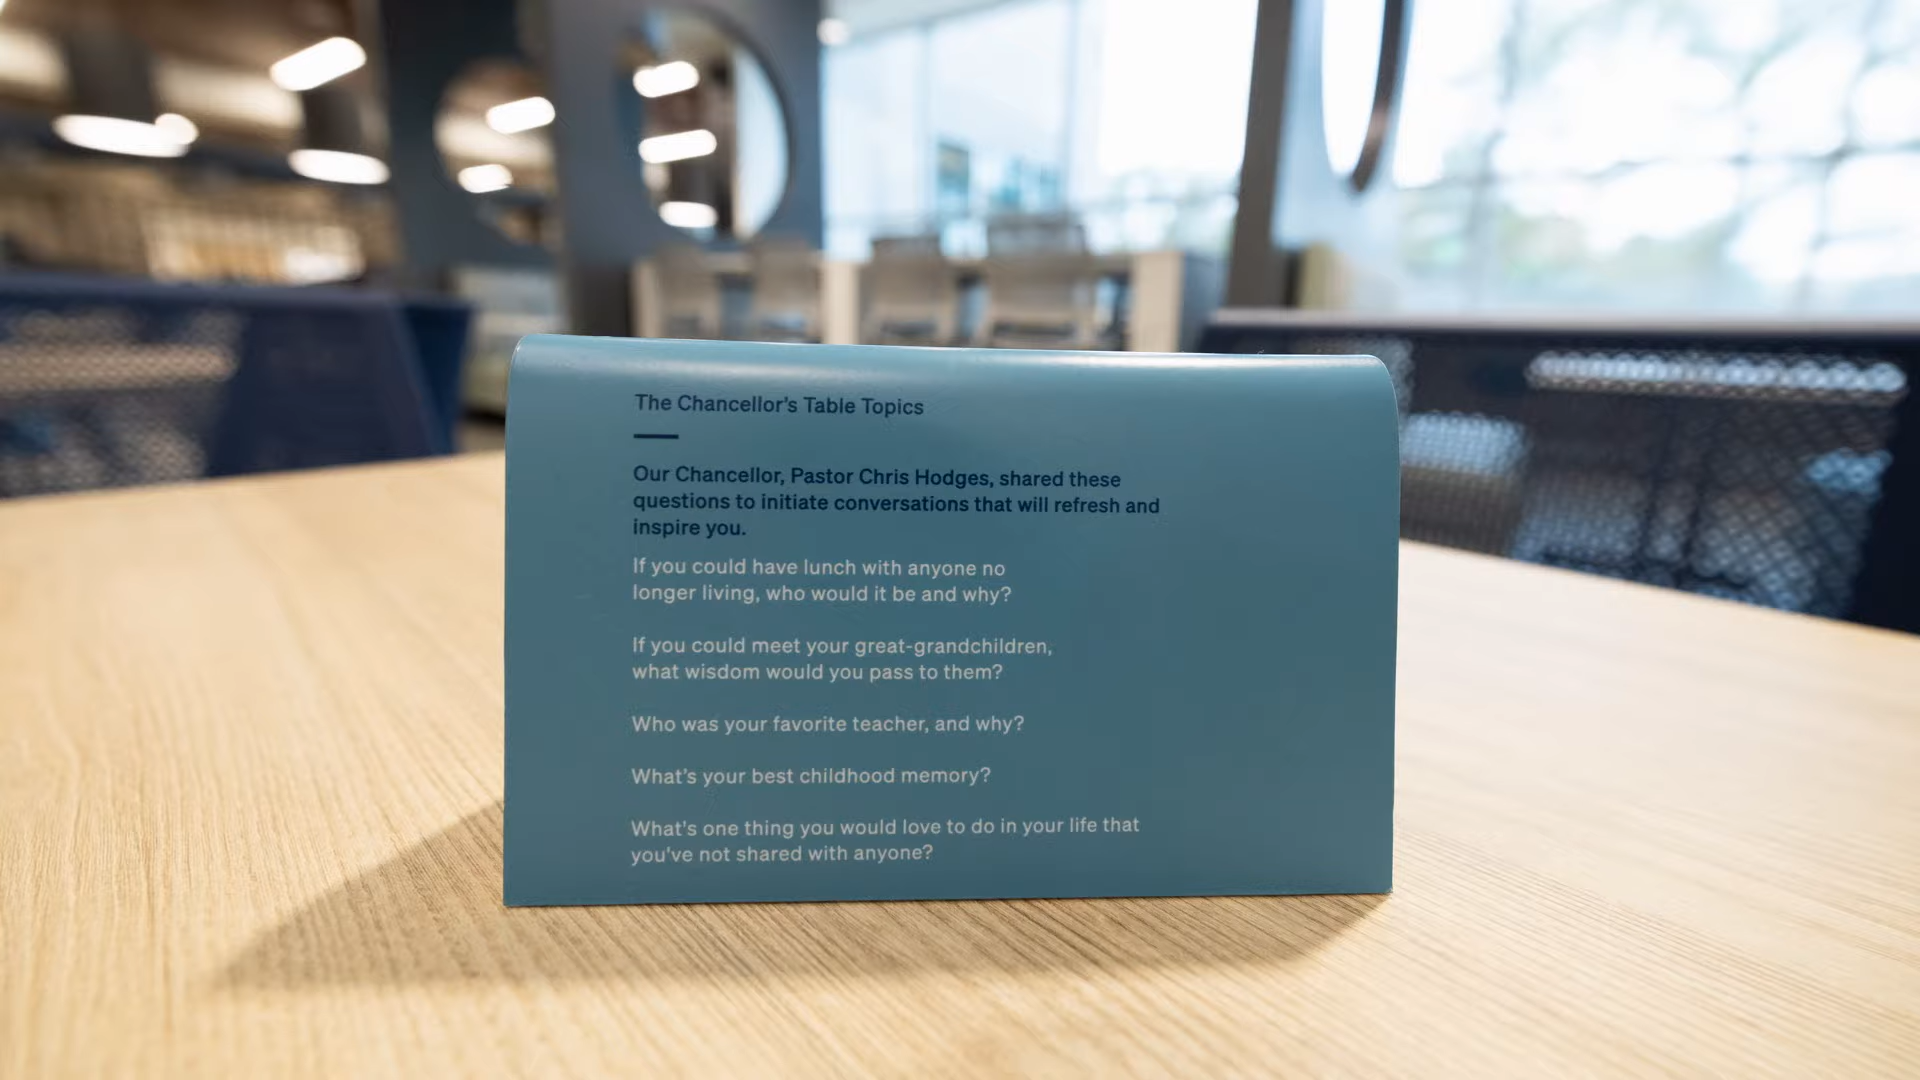 The Chancellor's Table Topics
Our Chancellor, Pastor Chris Hodges, shared these
questions to initiate conversations that will refresh and
inspire you.
If you could have lunch with anyone no
longer living, who would it be and why?
If you could meet your great-grandchildren,
what wisdom would you pass to them?
Who was your favorite teacher, and why?
What's your best childhood memory?
What's one thing you would love to do in your life that
you've not shared with anyone?